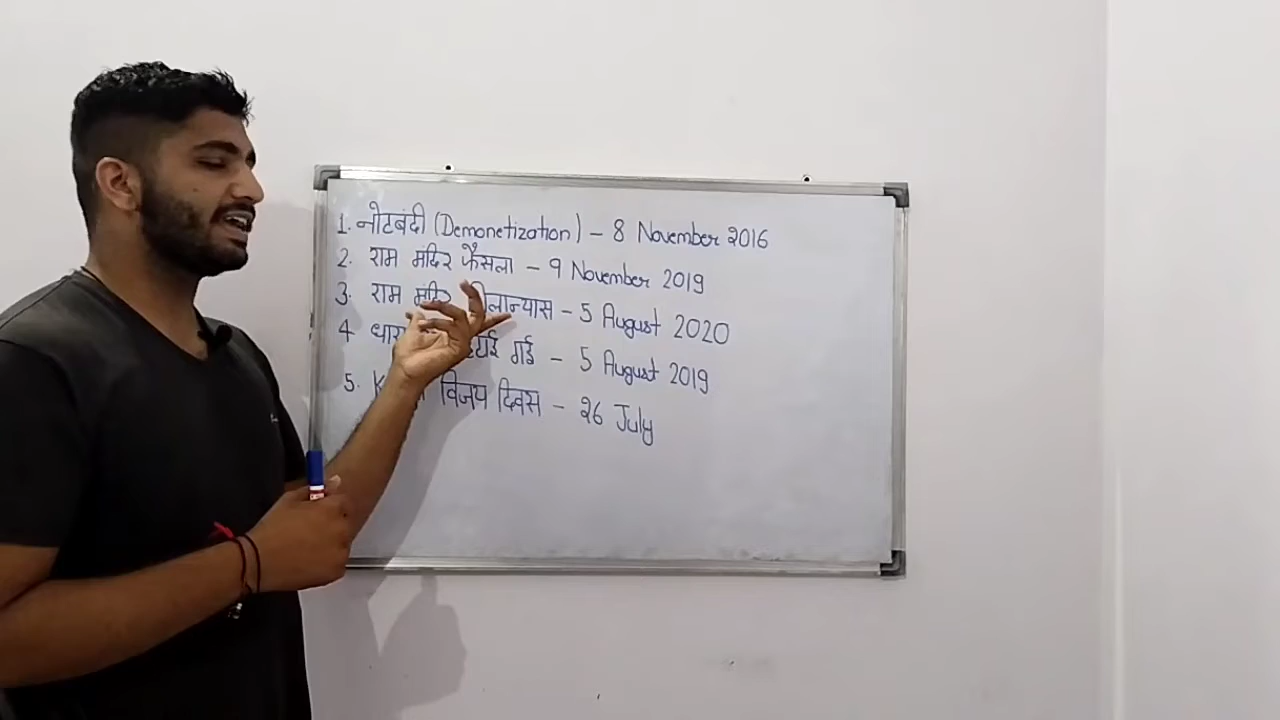 1. नोटबंदी (Demonetization) – 8 November 2016
2. राम मंदिर फैसला – 9 November 2019
3. राम मंदिर – 5 August 2020
4 गई – 5 August 2019
5. विजय दिवस – 26 July